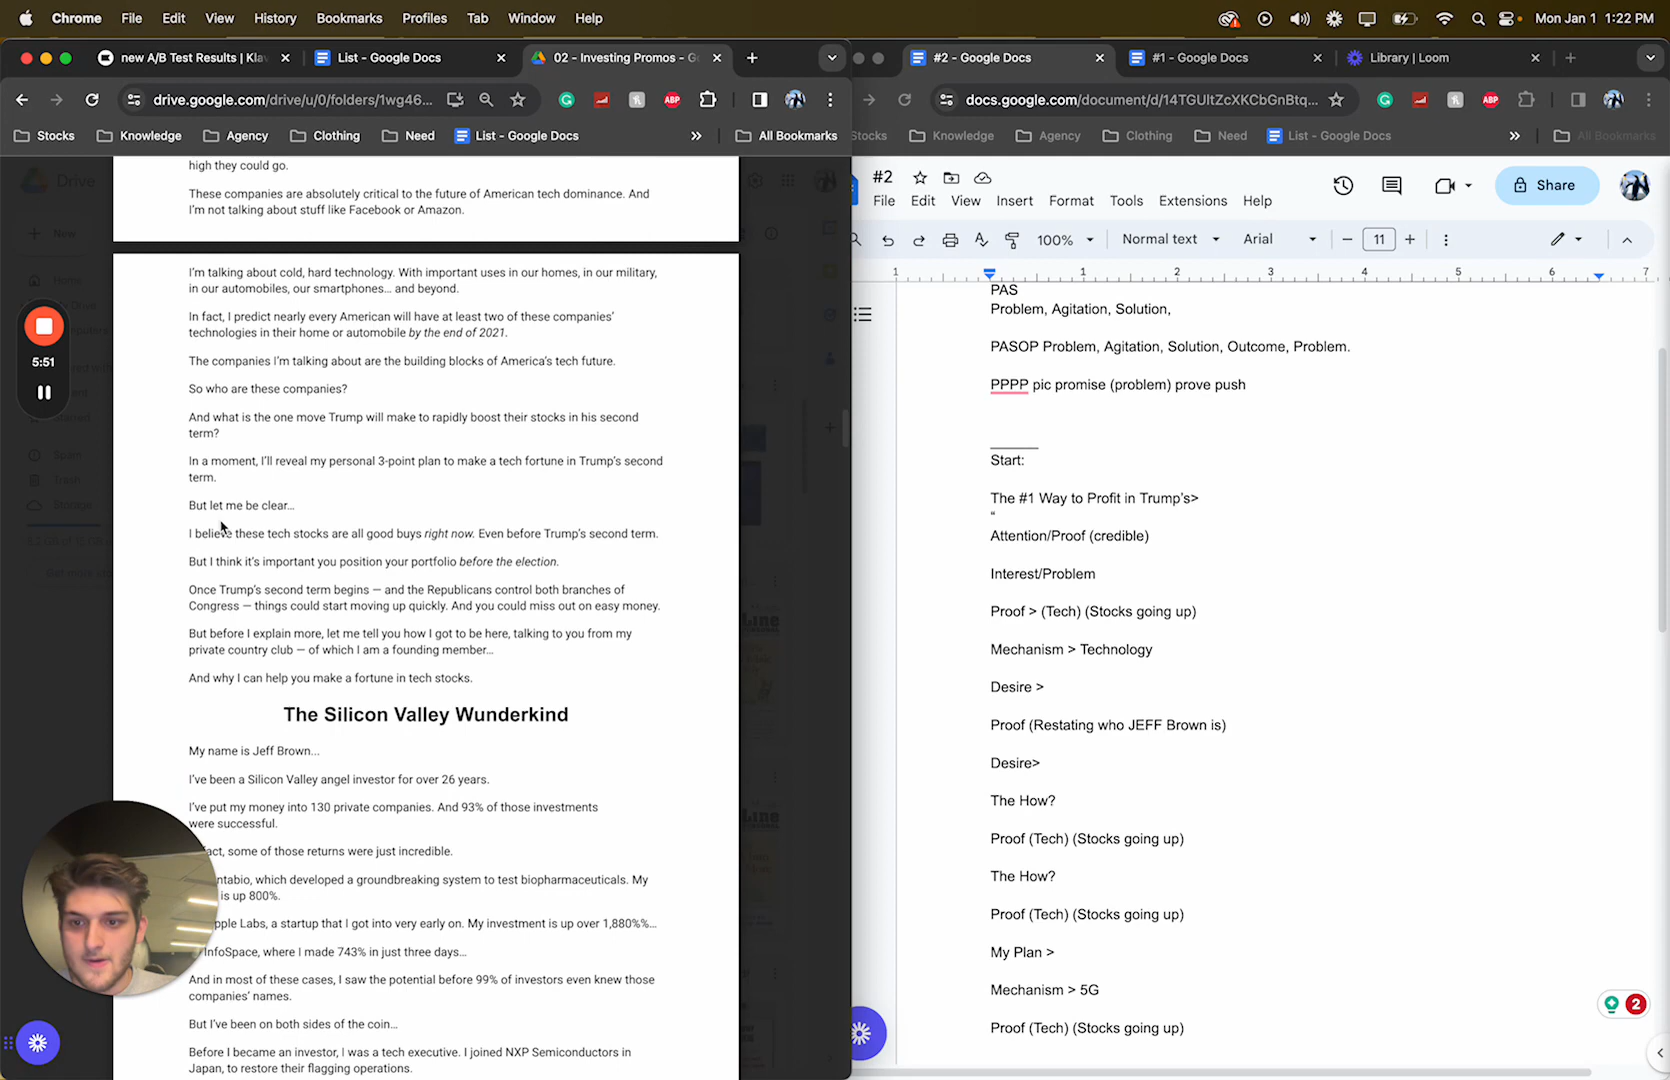 Chrome File Edit View History Bookmarks Profiles Tab Window Help Mon Jan 1 1:22 PM
new A/B Test Results | Kla
List - Google Docs
02 - Investing Promos - G
#2 - Google Docs
#1 - Google Docs
Library | Loom
drive.google.com/drive/u/0/folders/1wg46...
docs.google.com/document/d/14TGUltZcXKCbGnBtq...
Stocks Knowledge Agency Clothing Need List - Google Docs » All Bookmarks
Stocks Knowledge Agency Clothing Need List - Google Docs » All Bookmarks
Drive
New
Home
Spam
Trash
Storage
5:51
high they could go.
These companies are absolutely critical to the future of American tech dominance. And
I'm not talking about stuff like Facebook or Amazon.
I'm talking about cold, hard technology. With important uses in our homes, in our military,
in our automobiles, our smartphones... and beyond.
In fact, I predict nearly every American will have at least two of these companies'
technologies in their home or automobile by the end of 2021.
The companies I'm talking about are the building blocks of America's tech future.
So who are these companies?
And what is the one move Trump will make to rapidly boost their stocks in his second
term?
In a moment, I'll reveal my personal 3-point plan to make a tech fortune in Trump's second
term.
But let me be clear...
I believe these tech stocks are all good buys right now. Even before Trump's second term.
But I think it's important you position your portfolio before the election.
Once Trump's second term begins — and the Republicans control both branches of
Congress — things could start moving up quickly. And you could miss out on easy money.
But before I explain more, let me tell you how I got to be here, talking to you from my
private country club — of which I am a founding member...
And why I can help you make a fortune in tech stocks.
The Silicon Valley Wunderkind
My name is Jeff Brown...
I've been a Silicon Valley angel investor for over 26 years.
I've put my money into 130 private companies. And 93% of those investments
were successful.
fact, some of those returns were just incredible.
ntabio, which developed a groundbreaking system to test biopharmaceuticals. My
is up 800%.
pple Labs, a startup that I got into very early on. My investment is up over 1,880%%...
InfoSpace, where I made 743% in just three days...
And in most of these cases, I saw the potential before 99% of investors even knew those
companies' names.
But I've been on both sides of the coin...
Before I became an investor, I was a tech executive. I joined NXP Semiconductors in
Japan, to restore their flagging operations.
#2
File Edit View Insert Format Tools Extensions Help
Share
100% Normal text Arial 11
1 1 2 3 4 5 6 7
PAS
Problem, Agitation, Solution,
PASOP Problem, Agitation, Solution, Outcome, Problem.
PPPP pic promise (problem) prove push
Start:
The #1 Way to Profit in Trump's>
"
Attention/Proof (credible)
Interest/Problem
Proof > (Tech) (Stocks going up)
Mechanism > Technology
Desire >
Proof (Restating who JEFF Brown is)
Desire>
The How?
Proof (Tech) (Stocks going up)
The How?
Proof (Tech) (Stocks going up)
My Plan >
Mechanism > 5G
Proof (Tech) (Stocks going up)
2